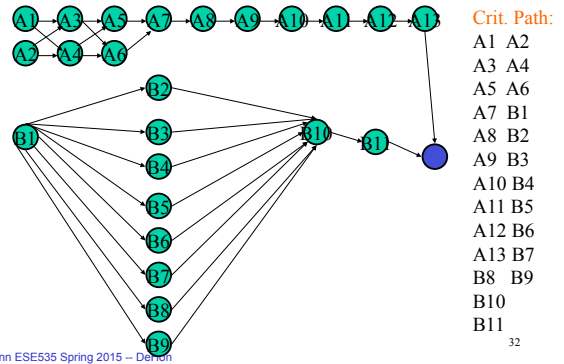 A1 A3 A5 A7 A8 A9 A10 A11 A12 A13
A2 A4 A6
B2
B1 B3 B10 B11
B4
B5
B6
B7
B8
B9
Crit. Path:
A1 A2
A3 A4
A5 A6
A7 B1
A8 B2
A9 B3
A10 B4
A11 B5
A12 B6
A13 B7
B8 B9
B10
B11
32
ESE535 Spring 2015 --